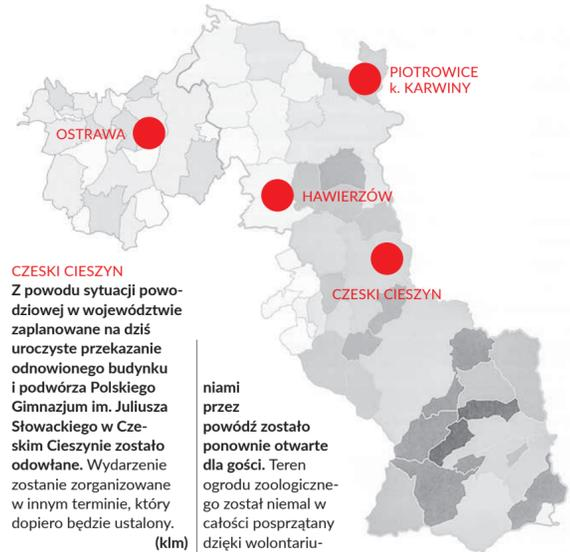 PIOTROWICE
k. KARWINY
OSTRAWA
HAWIERZÓW
CZESKI CIESZYN
CZESKI CIESZYN
Z powodu sytuacji powo-
dziowej w województwie
zaplanowane na dziś
uroczyste przekazanie
odnowionego budynku
i podwórza Polskiego
Gimnazjum im. Juliusza
Słowackiego w Cze-
skim Cieszynie zostało
odowłane. Wydarzenie
zostanie zorganizowane
w innym terminie, który
dopiero będzie ustalony.
(klm)
niami
przez
powódź zostało
ponownie otwarte
dla gości. Teren
ogrodu zoologiczne-
go został niemal w
całości posprzątany
dzięki wolontariu-